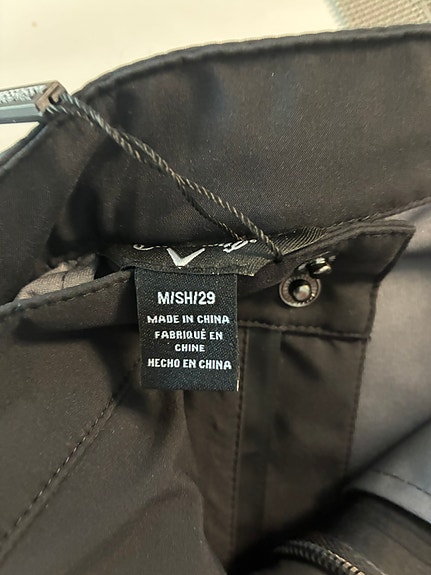 M/SH/29
MADE IN CHINA
FABRIQUÉ EN
CHINE
HECHO EN CHINA